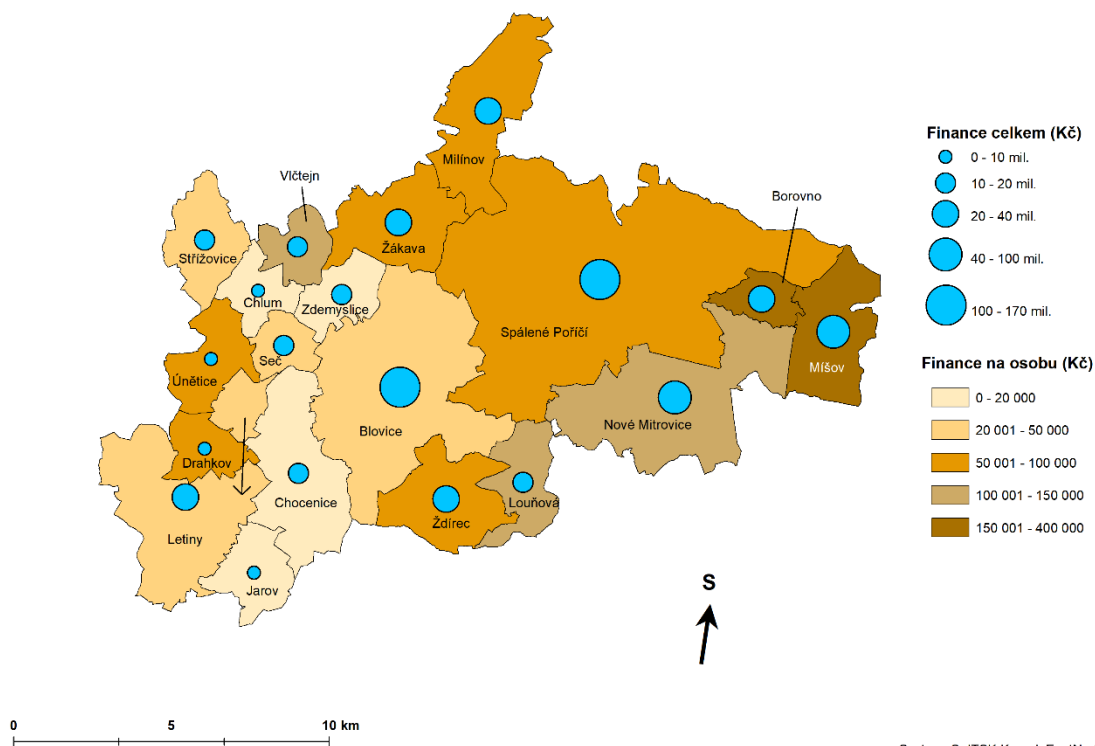 Milínov
Vlčtejn
Borovno
Žákava
Střížovice
Chlum
Zdemyslice
Spálené Poříčí
Seč
Únětice
Míšov
Blovice
Nové Mitrovice
Drahkov
Chocenice
Louňová
Ždírec
Letiny
Jarov
Finance celkem (Kč)
0 - 10 mil.
10 - 20 mil.
20 - 40 mil.
40 - 100 mil.
100 - 170 mil.
Finance na osobu (Kč)
0 - 20 000
20 001 - 50 000
50 001 - 100 000
100 001 - 150 000
150 001 - 400 000
S
0 5 10 km